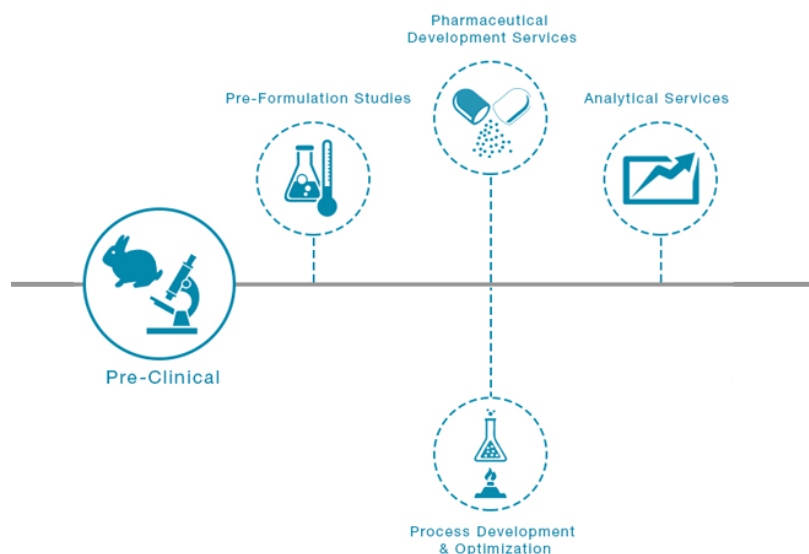 Pharmaceutical
Development Services
Pre-Formulation Studies
Analytical Services
Pre-Clinical
Process Development
& Optimization